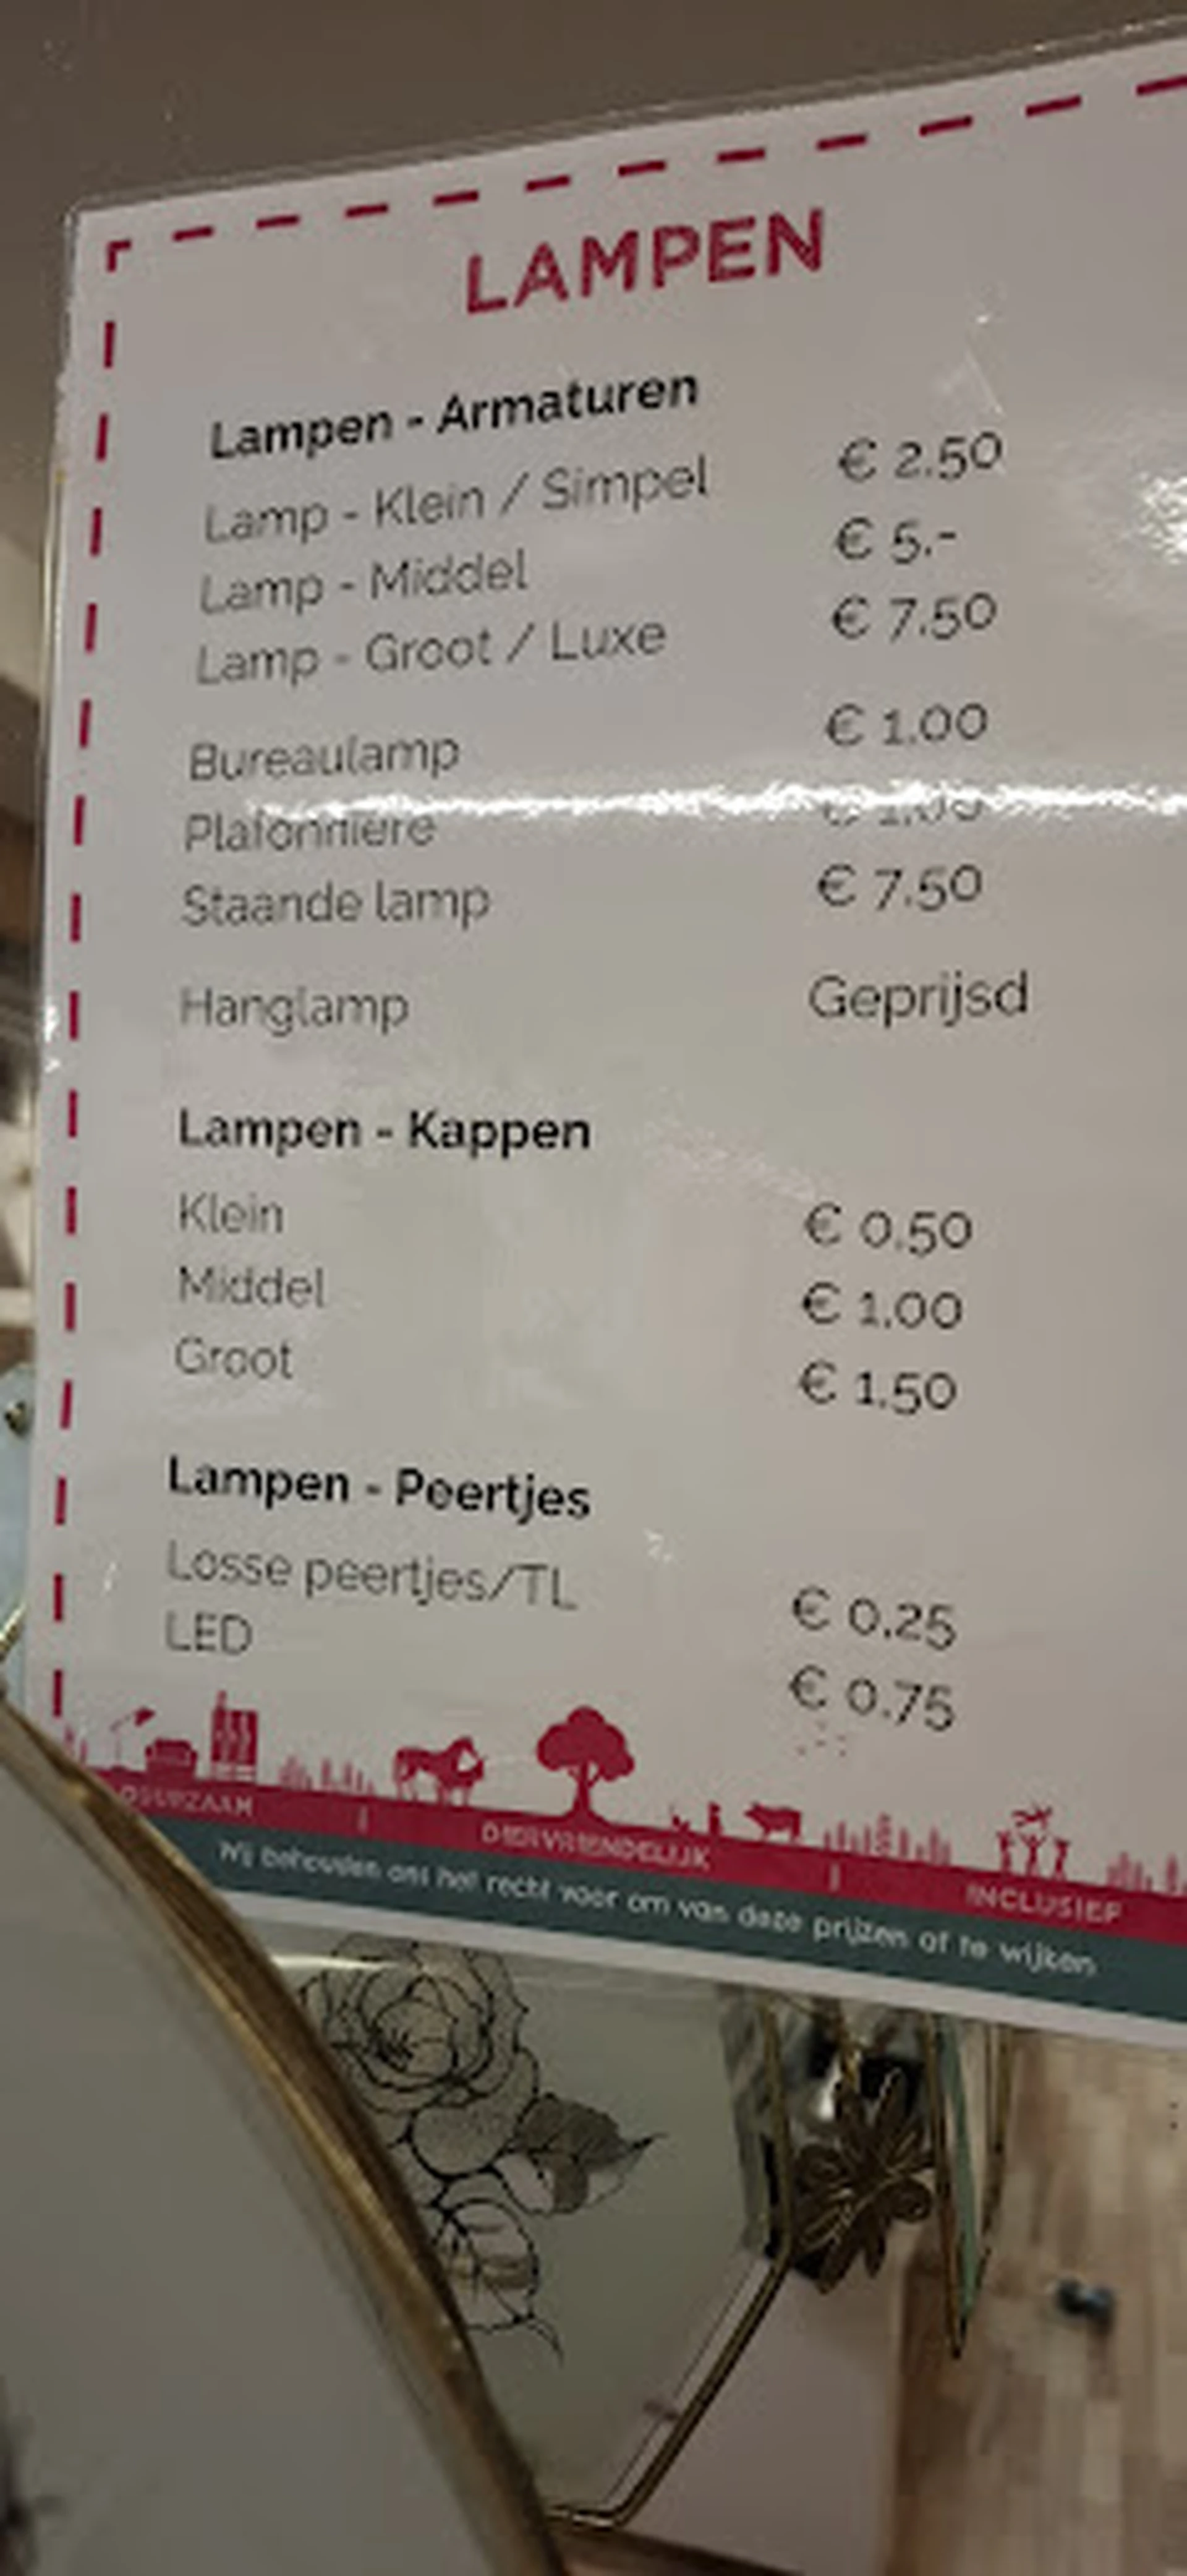 LAMPEN
Lampen - Armaturen
Lamp - Klein / Simpel € 2.50
Lamp - Middel € 5.-
Lamp - Groot / Luxe € 7.50
Bureaulamp € 1.00
Plafonniere
Staande lamp € 7.50
Hanglamp Geprijsd
Lampen - Kappen
Klein € 0.50
Middel € 1.00
Groot € 1.50
Lampen - Peertjes
Losse peertjes/TL € 0.25
LED € 0.75
DUURZAAM | DIERVRIENDELIJK | INCLUSIEF
Wij behouden ons het recht voor om van deze prijzen af te wijken